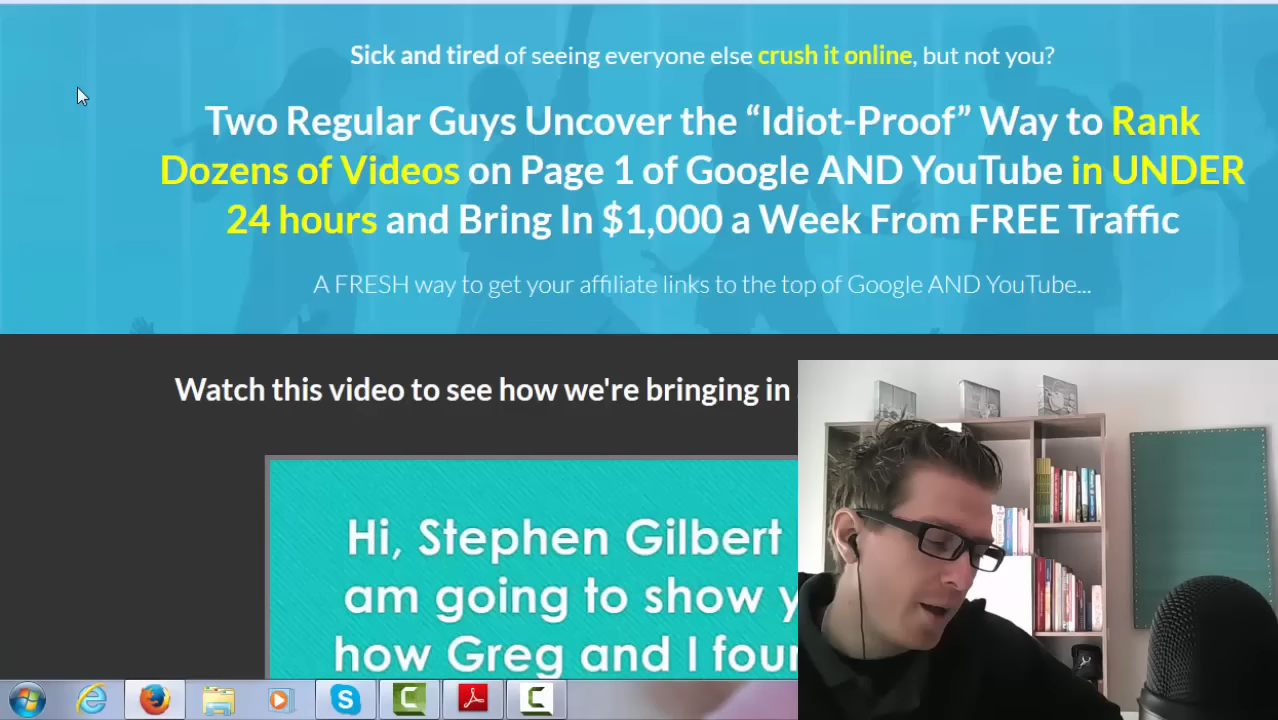 Sick and tired of seeing everyone else crush it online, but not you?
Two Regular Guys Uncover the “Idiot-Proof” Way to Rank
Dozens of Videos on Page 1 of Google AND YouTube in UNDER
24 hours and Bring In $1,000 a Week From FREE Traffic
A FRESH way to get your affiliate links to the top of Google AND YouTube...
Watch this video to see how we're bringing in
Hi, Stephen Gilbert
am going to show
how Greg and I